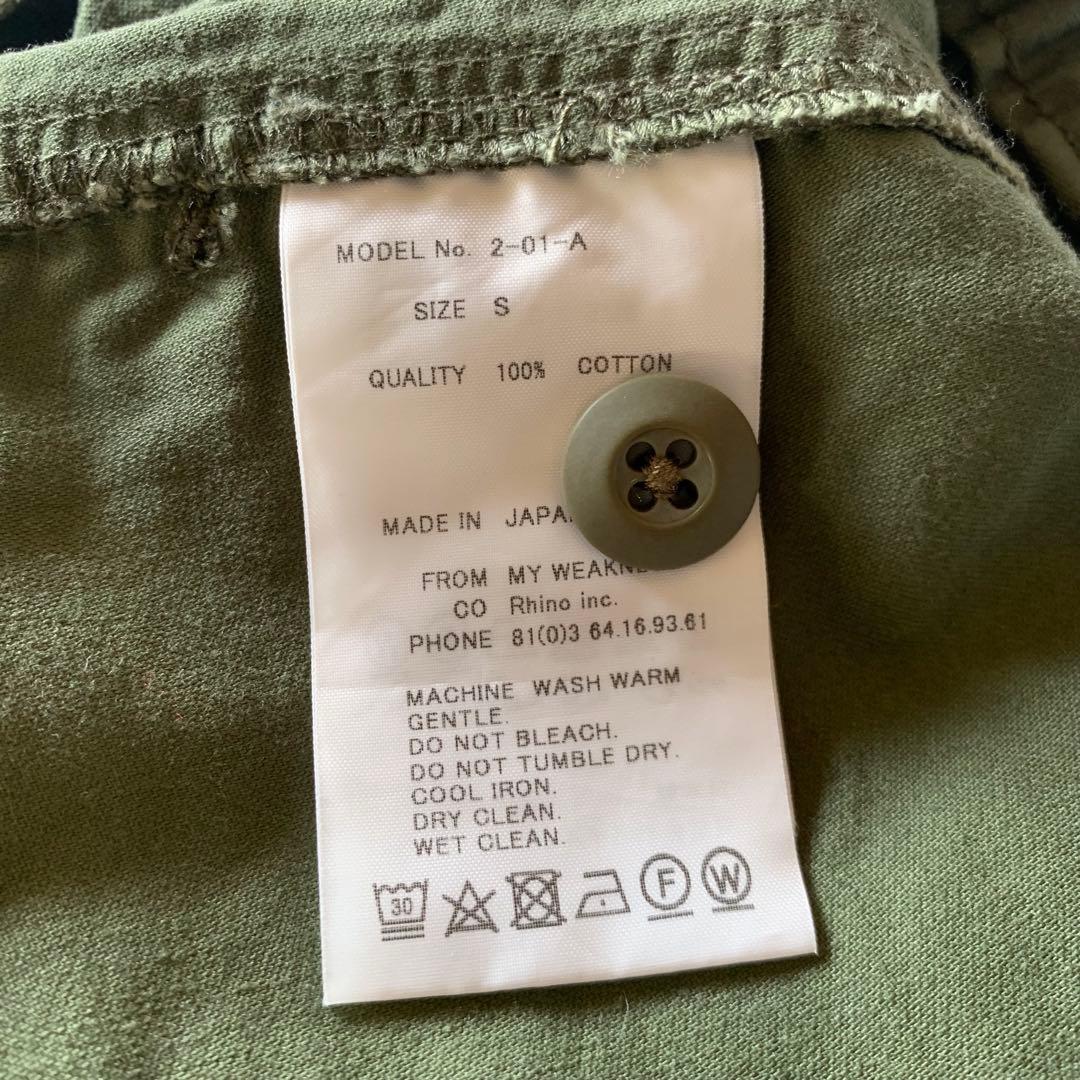 MODEL No. 2-01-A
SIZE S
QUALITY 100% COTTON
MADE IN
FROM MY
CO Rhino inc.
PHONE 81(0)3 64.16.93.61
MACHINE WASH WARM
GENTLE.
DO NOT BLEACH.
DO NOT TUMBLE DRY.
COOL IRON.
DRY CLEAN.
WET CLEAN.
30 F W